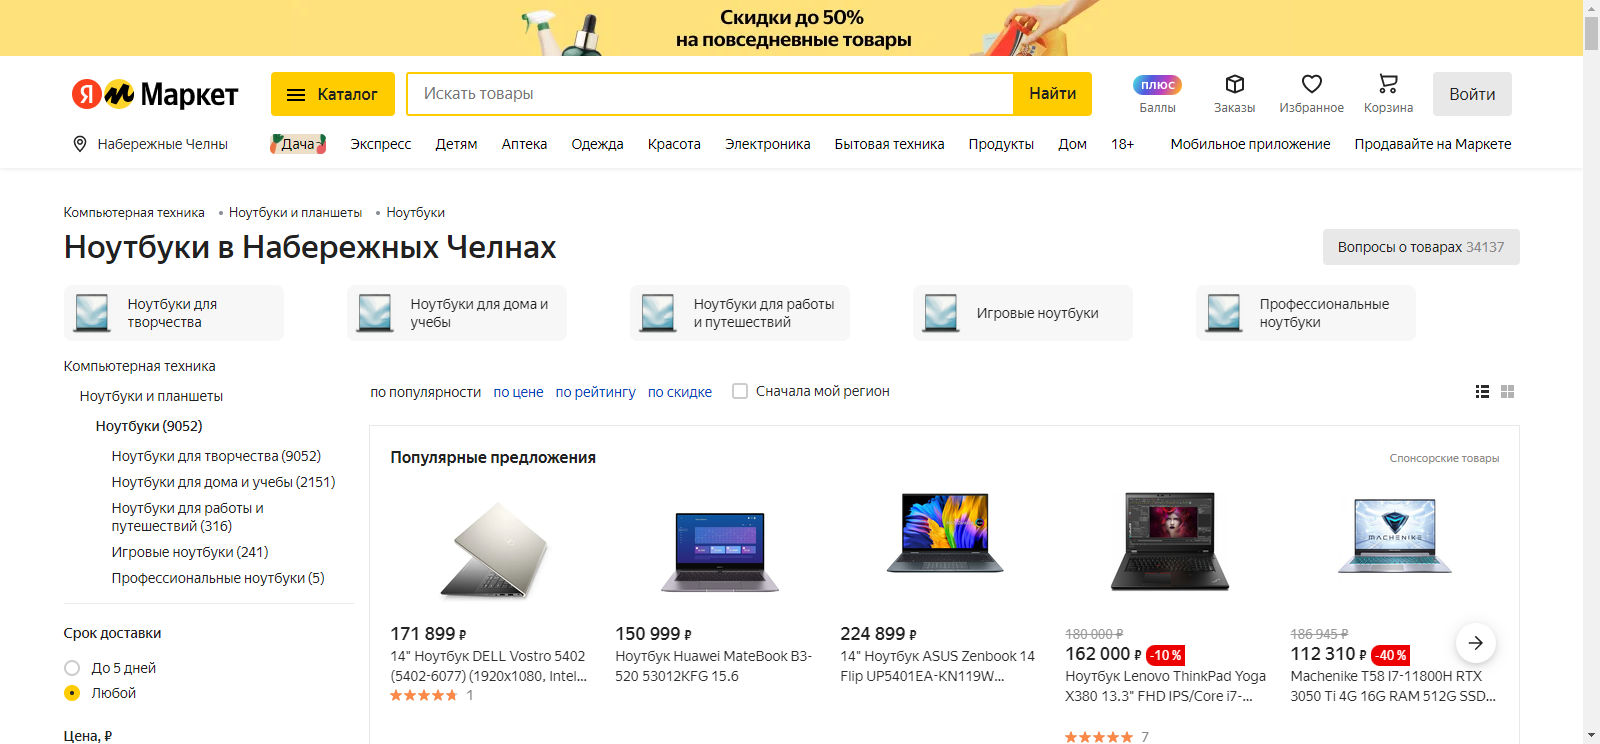 Скидки до 50%
на повседневные товары
Я М Маркет
Каталог
Искать товары
Найти
плюс
Баллы
Заказы
Избранное
Корзина
Войти
Набережные Челны
Дача
Экспресс
Детям
Аптека
Одежда
Красота
Электроника
Бытовая техника
Продукты
Дом
18+
Мобильное приложение
Продавайте на Маркете
Компьютерная техника • Ноутбуки и планшеты • Ноутбуки
Ноутбуки в Набережных Челнах
Вопросы о товарах 34137
Ноутбуки для
творчества
Ноутбуки для дома и
учебы
Ноутбуки для работы
и путешествий
Игровые ноутбуки
Профессиональные
ноутбуки
Компьютерная техника
Ноутбуки и планшеты
Ноутбуки (9052)
Ноутбуки для творчества (9052)
Ноутбуки для дома и учебы (2151)
Ноутбуки для работы и
путешествий (316)
Игровые ноутбуки (241)
Профессиональные ноутбуки (5)
Срок доставки
До 5 дней
Любой
Цена, ₽
по популярности
по цене
по рейтингу
по скидке
Сначала мой регион
Популярные предложения
Спонсорские товары
171 899 ₽
14" Ноутбук DELL Vostro 5402
(5402-6077) (1920x1080, Intel...
1
150 999 ₽
Ноутбук Huawei MateBook B3-
520 53012KFG 15.6
224 899 ₽
14" Ноутбук ASUS Zenbook 14
Flip UP5401EA-KN119W...
180 000 ₽
162 000 ₽ -10%
Ноутбук Lenovo ThinkPad Yoga
X380 13.3" FHD IPS/Core i7-...
7
MACHENIKE
186 945 ₽
112 310 ₽ -40%
Machenike T58 I7-11800H RTX
3050 Ti 4G 16G RAM 512G SSD...